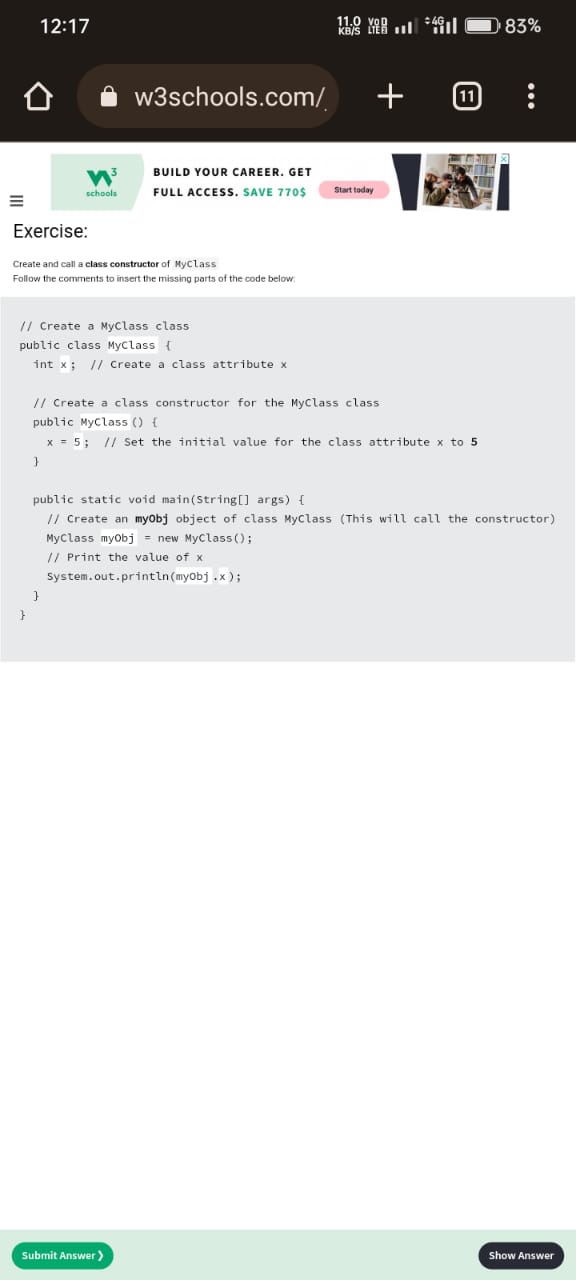 12:17
11.0 KB/S VoD LTE 4G 83%
w3schools.com/
11
3
schools
BUILD YOUR CAREER. GET
FULL ACCESS. SAVE 770$
Start today
Exercise:
Create and call a class constructor of MyClass
Follow the comments to insert the missing parts of the code below:
// Create a MyClass class
public class MyClass {
int x; // Create a class attribute x
// Create a class constructor for the MyClass class
public MyClass() {
x = 5; // Set the initial value for the class attribute x to 5
}
public static void main(String[] args) {
// Create an myObj object of class MyClass (This will call the constructor)
MyClass myObj = new MyClass();
// Print the value of x
System.out.println(myObj.x);
}
}
Submit Answer ❯
Show Answer